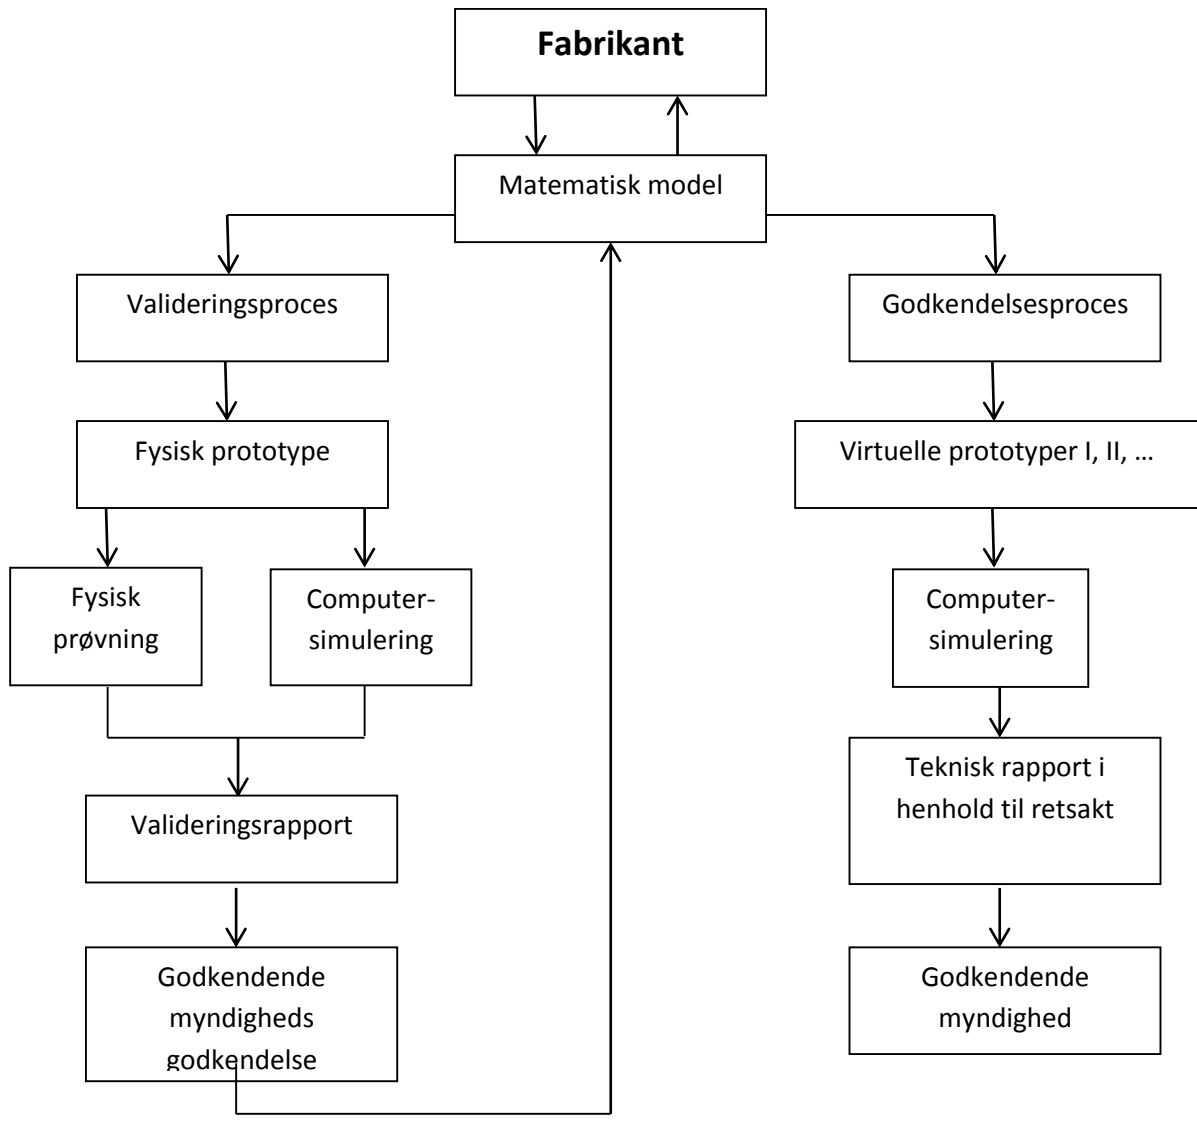 Fabrikant
Matematisk model
Valideringsproces
Godkendelsesproces
Fysisk prototype
Virtuelle prototyper I, II, …
Fysisk
prøvning
Computer-
simulering
Computer-
simulering
Teknisk rapport i
henhold til retsakt
Valideringsrapport
Godkendende
myndigheds
godkendelse
Godkendende
myndighed